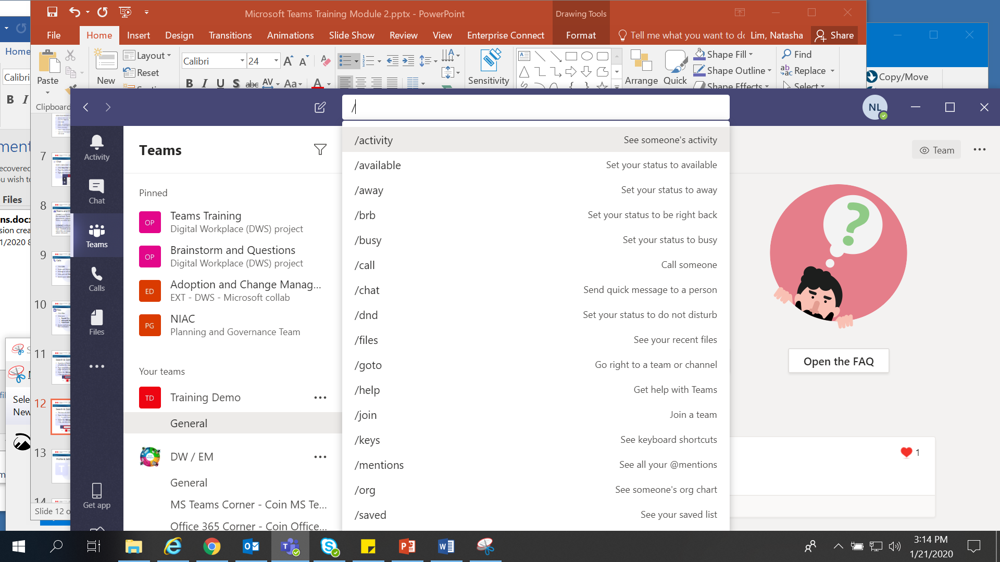 Microsoft Teams Training Module 2.pptx - PowerPoint
Drawing Tools
File
Home
Insert
Design
Transitions
Animations
Slide Show
Review
View
Enterprise Connect
Format
Tell me what you want to do
Lim, Natasha
Share
Home
Paste
New
Layout
Reset
Calibri
24
Sensitivity
Arrange
Quick
Shape Fill
Shape Outline
Shape Effects
Find
Replace
Select
Copy/Move
Calibri
B I
B I U S abc AV Aa A
Clipboard
/
NL
Activity
Chat
Teams
Calls
Files
Get app
Teams
Pinned
OP
Teams Training
Digital Workplace (DWS) project
OP
Brainstorm and Questions
Digital Workplace (DWS) project
ED
Adoption and Change Manag...
EXT - DWS - Microsoft collab
PG
NIAC
Planning and Governance Team
Your teams
TD
Training Demo
General
DW / EM
General
MS Teams Corner - Coin MS Te...
Office 365 Corner - Coin Office...
/activity See someone's activity
/available Set your status to available
/away Set your status to away
/brb Set your status to be right back
/busy Set your status to busy
/call Call someone
/chat Send quick message to a person
/dnd Set your status to do not disturb
/files See your recent files
/goto Go right to a team or channel
/help Get help with Teams
/join Join a team
/keys See keyboard shortcuts
/mentions See all your @mentions
/org See someone's org chart
/saved See your saved list
Team
?
Open the FAQ
1
Files
ns.docx
1/2020 8
Sele
New
7
8
9
10
11
12
13
14
Slide 12 o
3:14 PM
1/21/2020